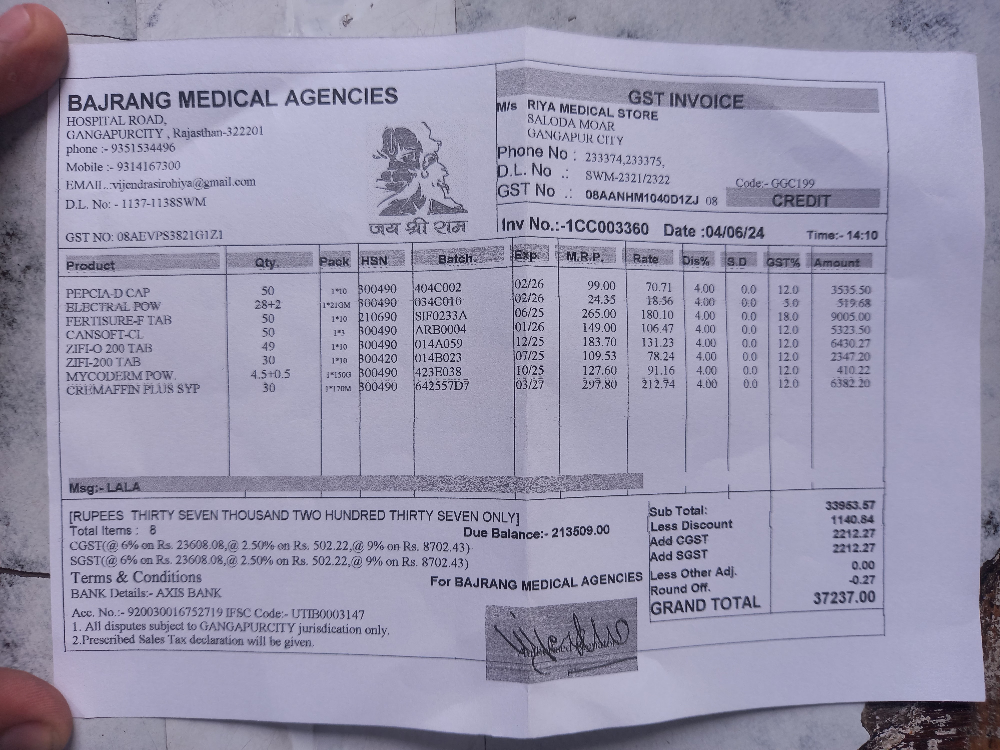 BAJRANG MEDICAL AGENCIES
HOSPITAL ROAD,
GANGAPURCITY , Rajasthan-322201
phone :- 9351534496
Mobile :- 9314167300
EMAIL.:vijendrasirohiya@gmail.com
D.L. No: - 1137-1138SWM
GST NO: 08AEVPS3821G1Z1
जय श्री राम
GST INVOICE
M/s RIYA MEDICAL STORE
SALODA MOAR
GANGAPUR CITY
Phone No : 233374,233375,
D.L. No .: SWM-2321/2322 Code:- GGC199
GST No .: 08AANHM1040D1ZJ 08 CREDIT
Inv No.:-1CC003360 Date :04/06/24 Time:- 14:10
Product Qty. Pack HSN Batch Exp. M.R.P. Rate Dis% S.D GST% Amount
PEPCIA-D CAP 50 1*10 300490 404C002 02/26 99.00 70.71 4.00 0.0 12.0 3535.50
ELECTRAL POW 28+2 1*21GM 300490 034C010 02/26 24.35 18.56 4.00 0.0 5.0 519.68
FERTISURE-F TAB 50 1*10 210690 SIF0233A 06/25 265.00 180.10 4.00 0.0 18.0 9005.00
CANSOFT-CL 50 1*3 300490 ARB0004 01/26 149.00 106.47 4.00 0.0 12.0 5323.50
ZIFI-O 200 TAB 49 1*10 300490 014A059 12/25 183.70 131.23 4.00 0.0 12.0 6430.27
ZIFI-200 TAB 30 1*10 300420 014B023 07/25 109.53 78.24 4.00 0.0 12.0 2347.20
MYCODERM POW. 4.5+0.5 1*150G 300490 423E038 10/25 127.60 91.16 4.00 0.0 12.0 410.22
CREMAFFIN PLUS SYP 30 1*170M 300490 642557D7 03/27 297.80 212.74 4.00 0.0 12.0 6382.20
Msg:- LALA
[RUPEES THIRTY SEVEN THOUSAND TWO HUNDRED THIRTY SEVEN ONLY]
Total Items : 8 Due Balance:- 213509.00
CGST(@ 6% on Rs. 23608.08,@ 2.50% on Rs. 502.22,@ 9% on Rs. 8702.43)
SGST(@ 6% on Rs. 23608.08,@ 2.50% on Rs. 502.22,@ 9% on Rs. 8702.43)
Terms & Conditions
BANK Details:- AXIS BANK
Acc. No.:- 920030016752719 IFSC Code:- UTIB0003147
1. All disputes subject to GANGAPURCITY jurisdication only.
2.Prescribed Sales Tax declaration will be given.
For BAJRANG MEDICAL AGENCIES
Sub Total: 33953.57
Less Discount 1140.84
Add CGST 2212.27
Add SGST 2212.27
Less Other Adj. 0.00
Round Off. -0.27
GRAND TOTAL 37237.00